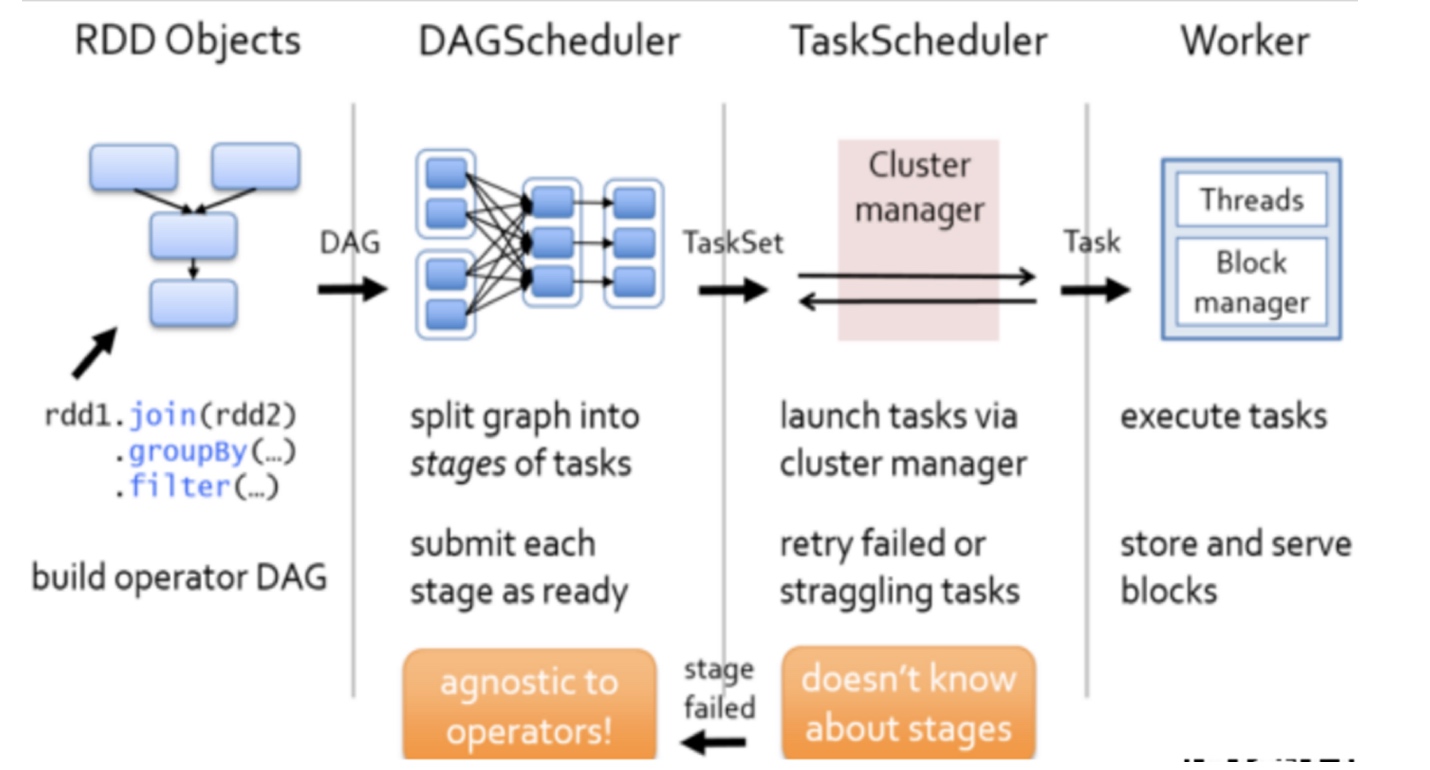 RDD Objects
DAGScheduler
TaskScheduler
Worker
DAG
TaskSet
Cluster
manager
Task
Threads
Block
manager
rdd1.join(rdd2)
.groupBy(…)
.filter(…)
build operator DAG
split graph into
stages of tasks
submit each
stage as ready
agnostic to
operators!
launch tasks via
cluster manager
retry failed or
straggling tasks
stage
failed
doesn't know
about stages
execute tasks
store and serve
blocks